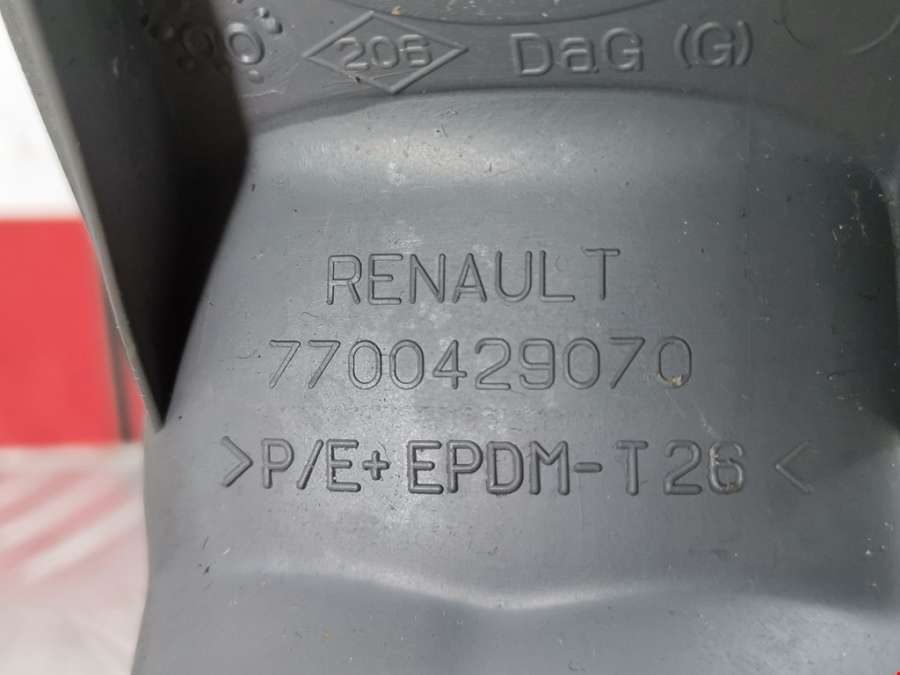 206 DaG (G)
RENAULT
7700429070
>P/E+EPDM-T26<